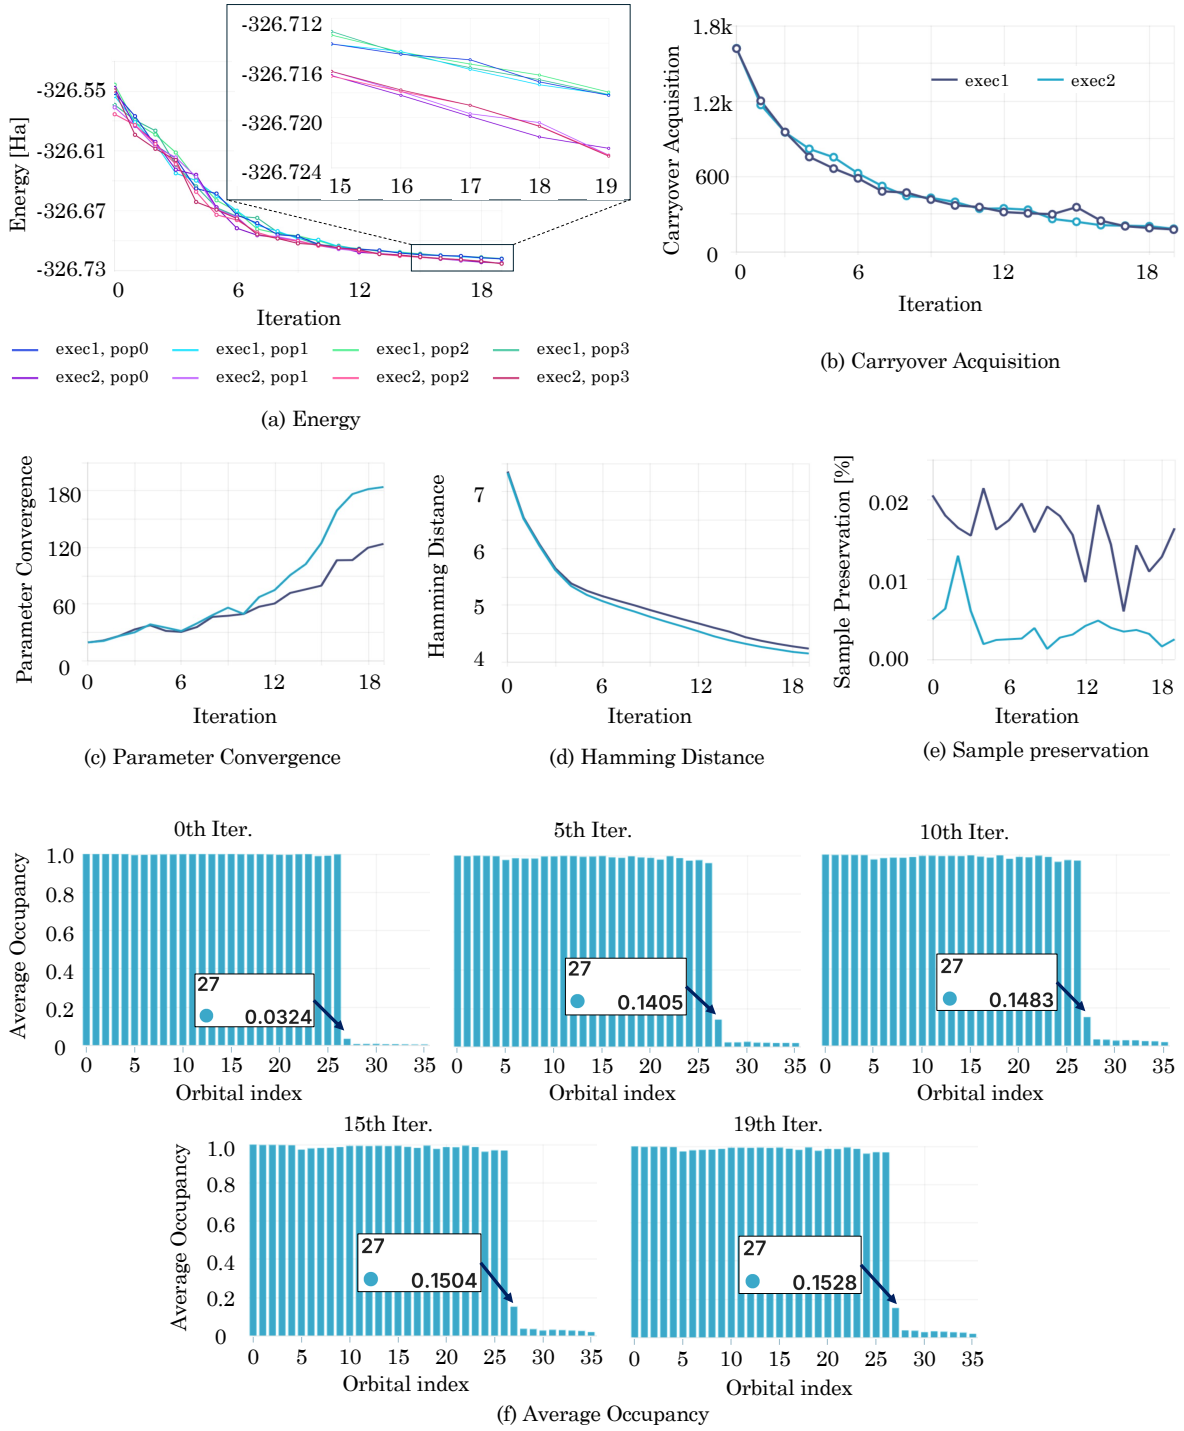 -326.712
-326.716
-326.720
-326.724
15 16 17 18 19
Energy [Ha]
-326.55
-326.61
-326.67
-326.73
0 6 12 18
Iteration
exec1, pop0 exec1, pop1 exec1, pop2 exec1, pop3
exec2, pop0 exec2, pop1 exec2, pop2 exec2, pop3
(a) Energy
Carryover Acquisition
1.8k
1.2k
600
0
exec1 exec2
0 6 12 18
Iteration
(b) Carryover Acquisition
Parameter Convergence
180
120
60
0
0 6 12 18
Iteration
(c) Parameter Convergence
Hamming Distance
7
6
5
4
0 6 12 18
Iteration
(d) Hamming Distance
Sample Preservation [%]
0.02
0.01
0.00
0 6 12 18
Iteration
(e) Sample preservation
0th Iter.
Average Occupancy
1.0
0.8
0.6
0.4
0.2
0
27
0.0324
0 5 10 15 20 25 30 35
Orbital index
5th Iter.
27
0.1405
0 5 10 15 20 25 30 35
Orbital index
10th Iter.
27
0.1483
0 5 10 15 20 25 30 35
Orbital index
15th Iter.
Average Occupancy
1.0
0.8
0.6
0.4
0.2
0
27
0.1504
0 5 10 15 20 25 30 35
Orbital index
19th Iter.
27
0.1528
0 5 10 15 20 25 30 35
Orbital index
(f) Average Occupancy